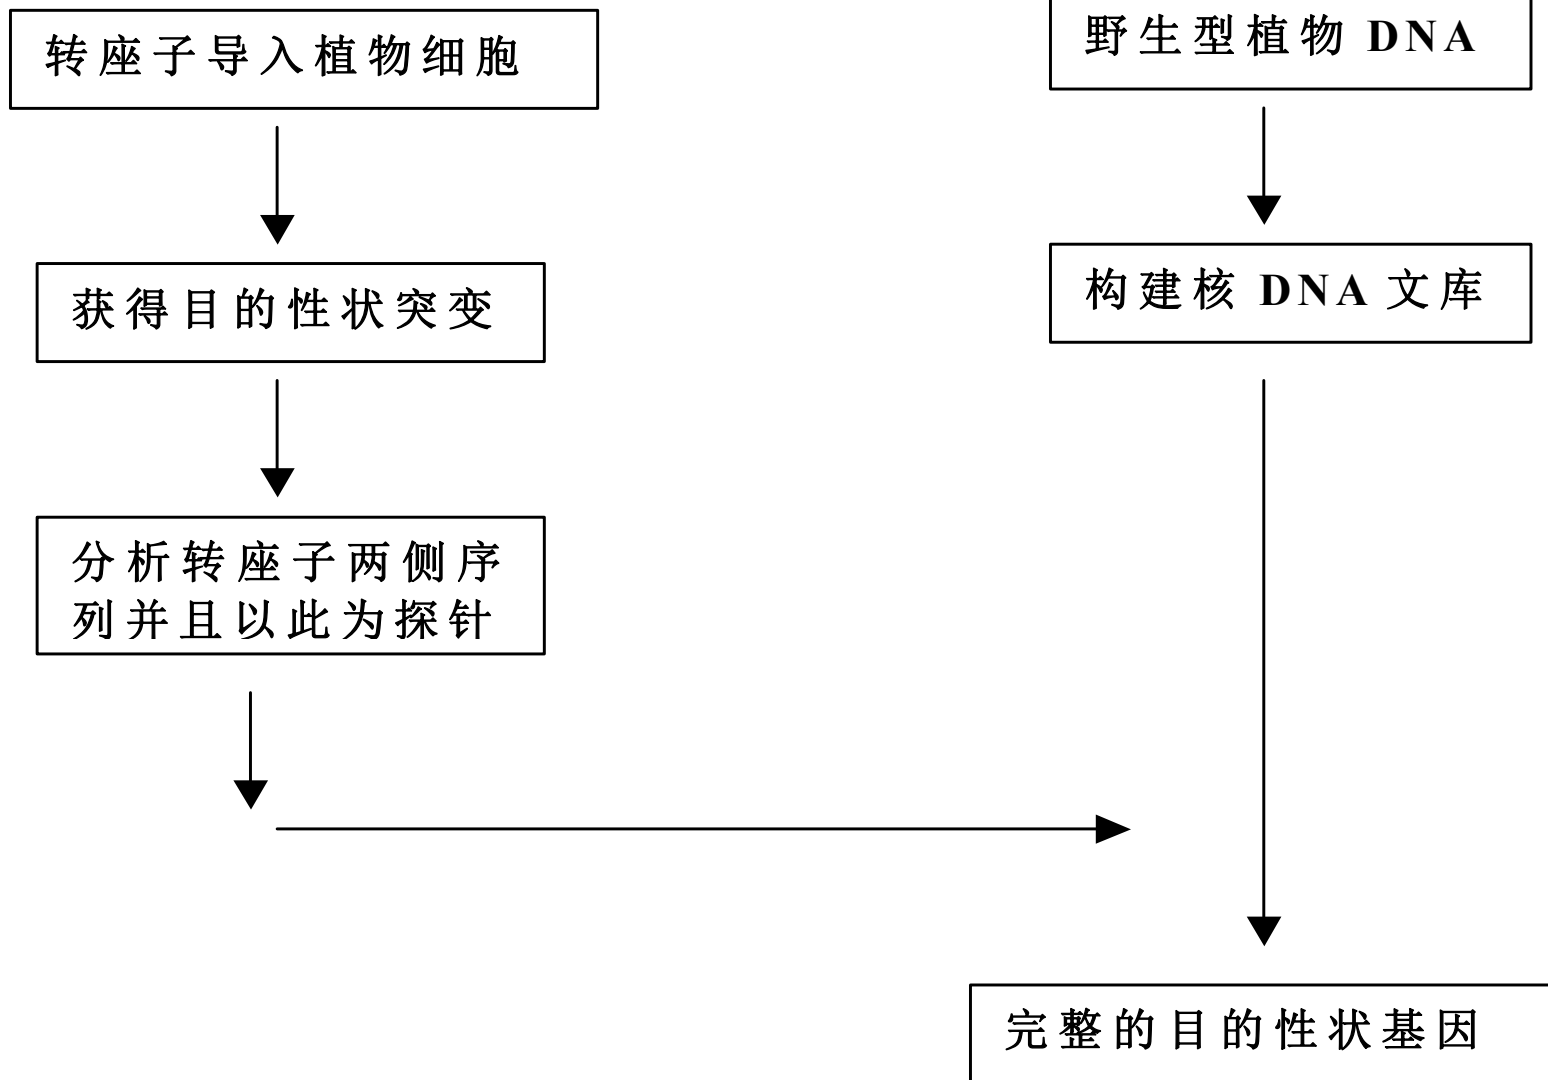 转座子导入植物细胞
获得目的性状突变
分析转座子两侧序
列并且以此为探针
野生型植物 DNA
构建核 DNA 文库
完整的目的性状基因